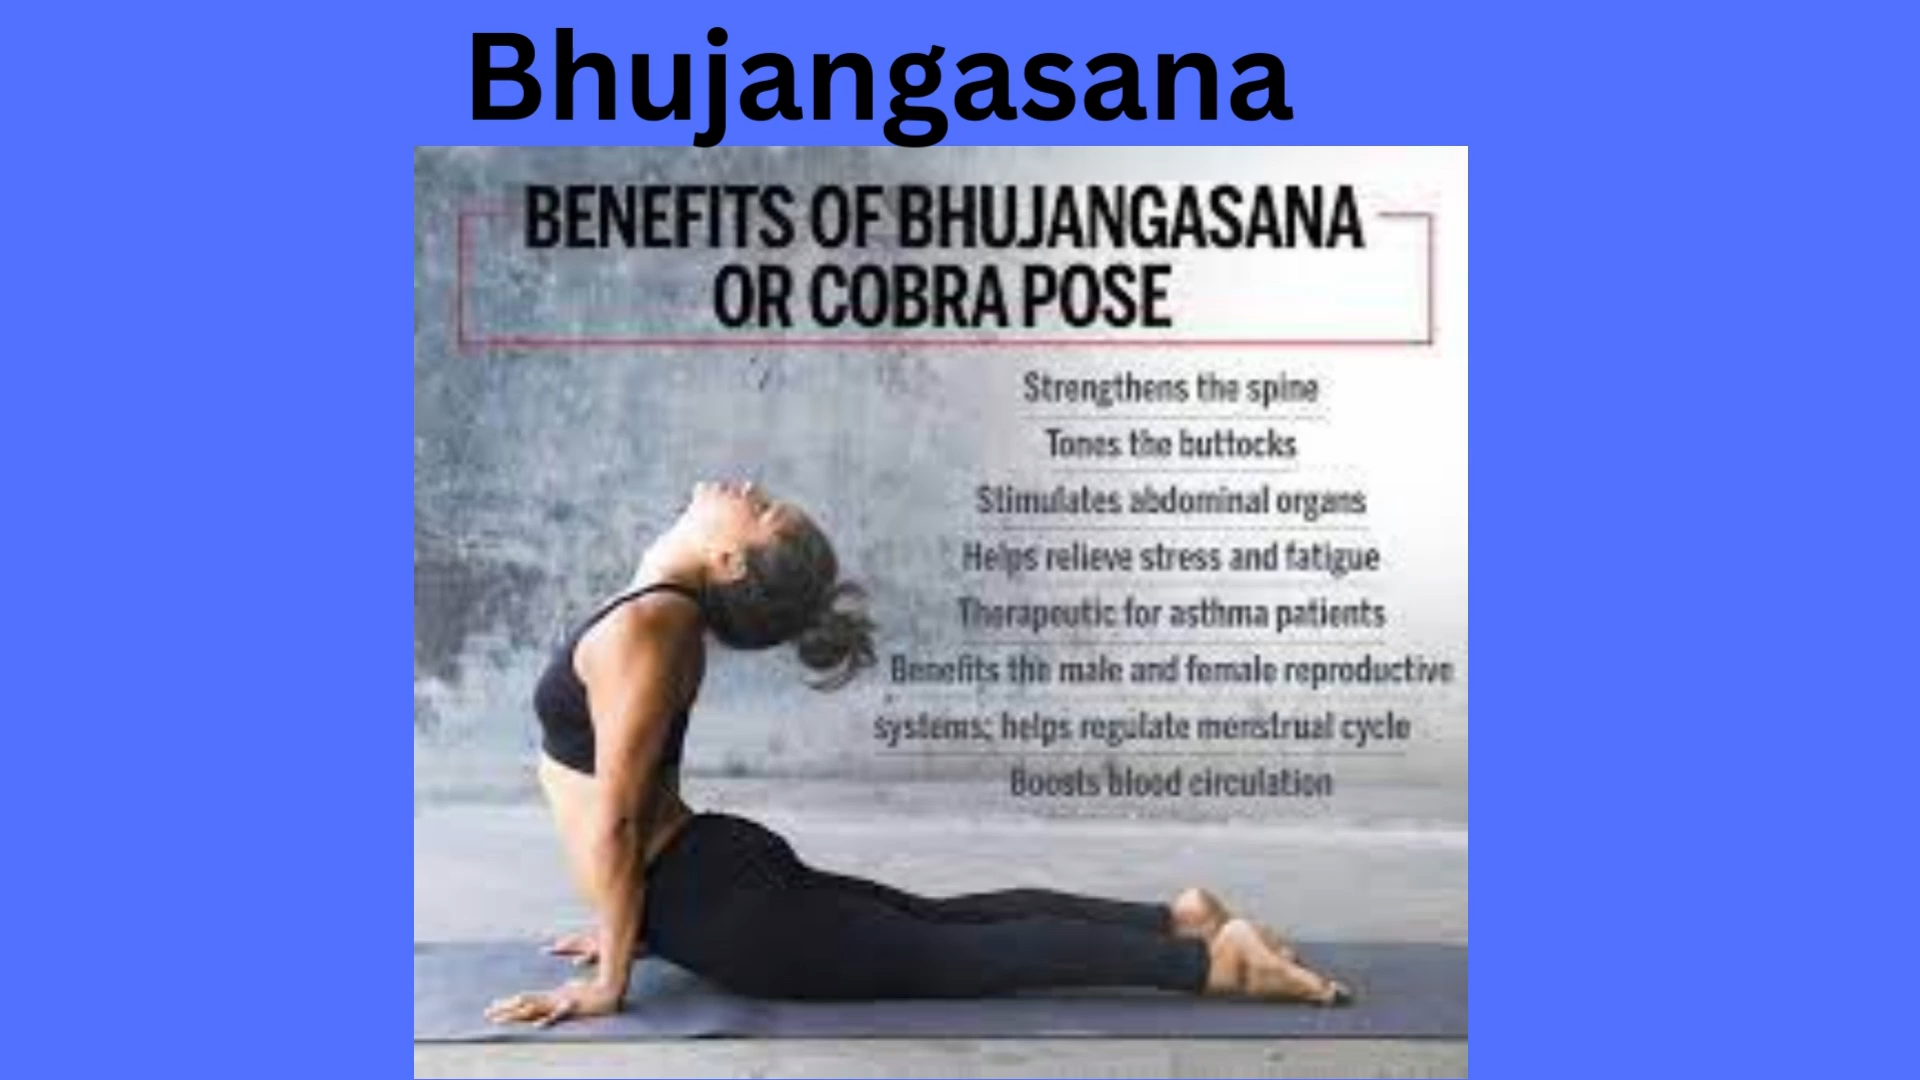 Bhujangasana
BENEFITS OF BHUJANGASANA
OR COBRA POSE
Strengthens the spine
Tones the buttocks
Stimulates abdominal organs
Helps relieve stress and fatigue
Therapeutic for asthma patients
Benefits the male and female reproductive
systems; helps regulate menstrual cycle
Boosts blood circulation